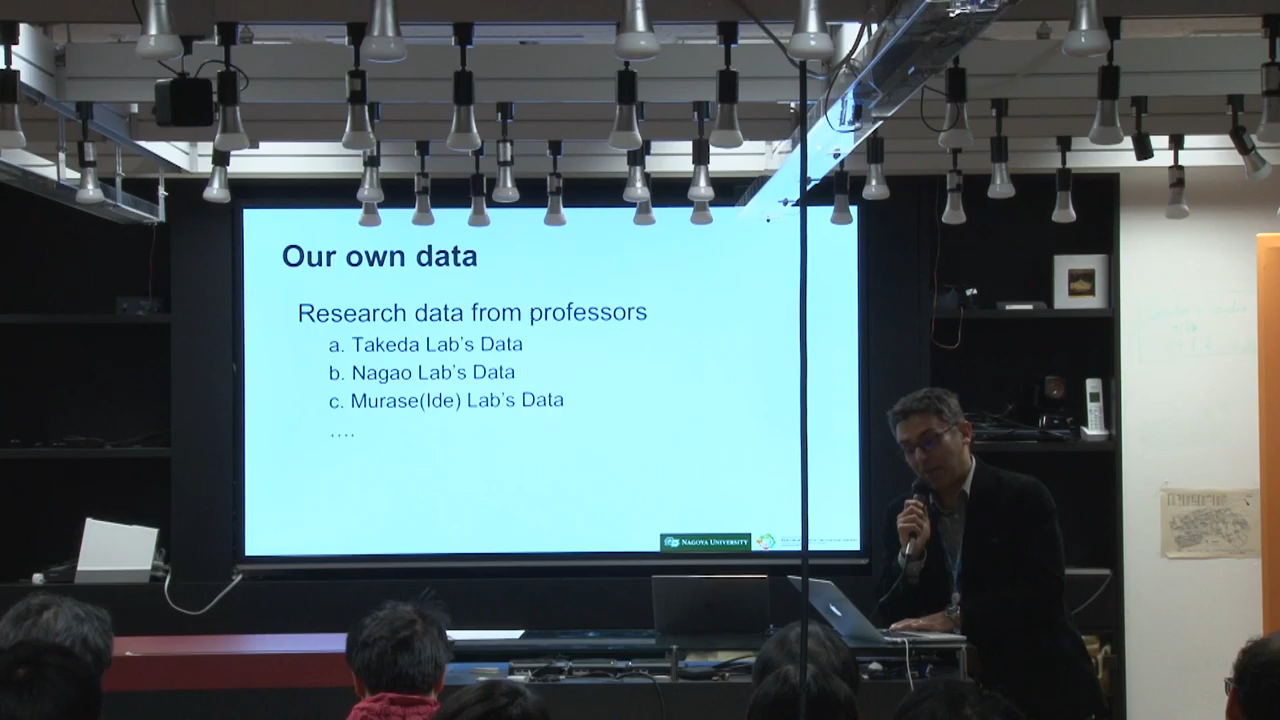 Our own data
Research data from professors
a. Takeda Lab's Data
b. Nagao Lab's Data
c. Murase(Ide) Lab's Data
....
NAGOYA UNIVERSITY